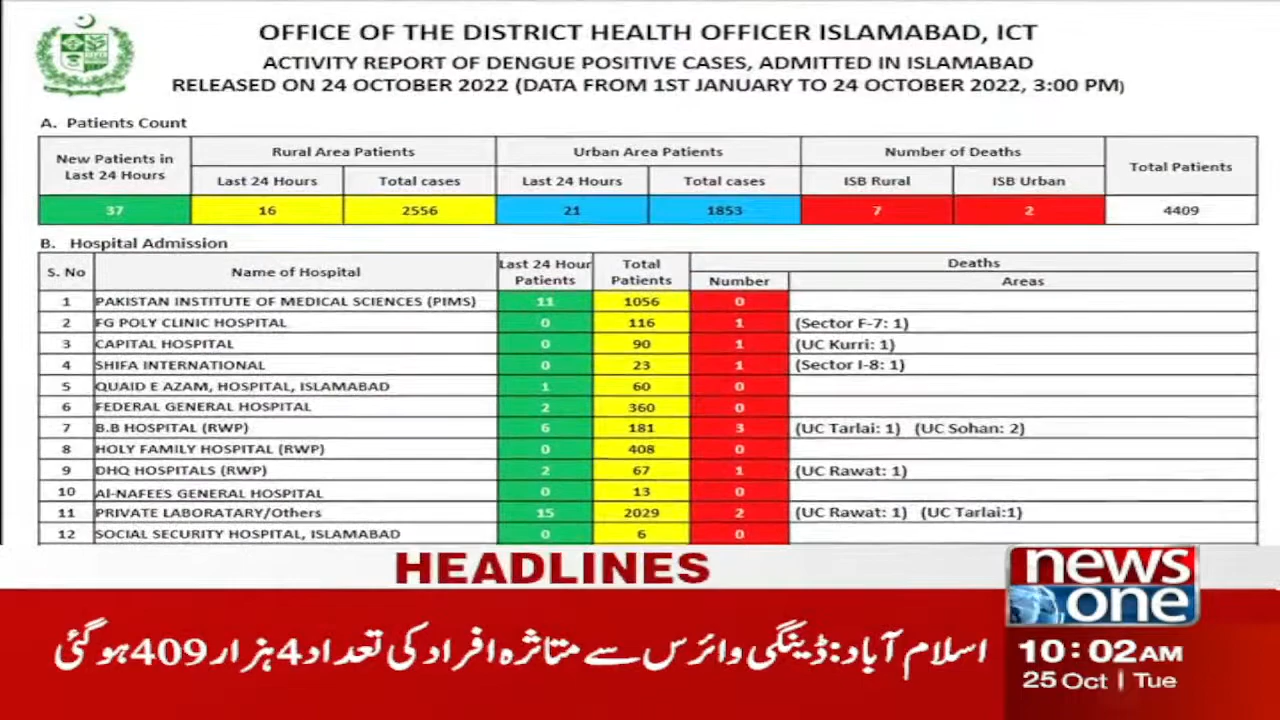 OFFICE OF THE DISTRICT HEALTH OFFICER ISLAMABAD, ICT
ACTIVITY REPORT OF DENGUE POSITIVE CASES, ADMITTED IN ISLAMABAD
RELEASED ON 24 OCTOBER 2022 (DATA FROM 1ST JANUARY TO 24 OCTOBER 2022, 3:00 PM)
A. Patients Count
New Patients in Last 24 Hours Rural Area Patients Urban Area Patients Number of Deaths Total Patients
Last 24 Hours Total cases Last 24 Hours Total cases ISB Rural ISB Urban
37 16 2556 21 1853 7 2 4409
B. Hospital Admission
S. No Name of Hospital Last 24 Hour Patients Total Patients Deaths
Number Areas
1 PAKISTAN INSTITUTE OF MEDICAL SCIENCES (PIMS) 11 1056 0
2 FG POLY CLINIC HOSPITAL 0 116 1 (Sector F-7: 1)
3 CAPITAL HOSPITAL 0 90 1 (UC Kurri: 1)
4 SHIFA INTERNATIONAL 0 23 1 (Sector I-8: 1)
5 QUAID E AZAM, HOSPITAL, ISLAMABAD 1 60 0
6 FEDERAL GENERAL HOSPITAL 2 360 0
7 B.B HOSPITAL (RWP) 6 181 3 (UC Tarlai: 1) (UC Sohan: 2)
8 HOLY FAMILY HOSPITAL (RWP) 0 408 0
9 DHQ HOSPITALS (RWP) 2 67 1 (UC Rawat: 1)
10 Al-NAFEES GENERAL HOSPITAL 0 13 0
11 PRIVATE LABORATARY/Others 15 2029 2 (UC Rawat: 1) (UC Tarlai:1)
12 SOCIAL SECURITY HOSPITAL, ISLAMABAD 0 6 0
HEADLINES
news one
اسلام آباد: ڈینگی وائرس سے متاثرہ افراد کی تعداد 4 ہزار 409 ہوگئی
10:02AM
25 Oct | Tue